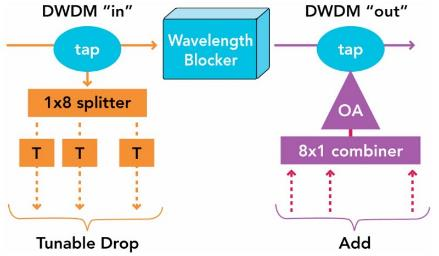 DWDM “in”
DWDM “out”
tap
Wavelength
Blocker
tap
1x8 splitter
OA
T
T
T
8x1 combiner
Tunable Drop
Add